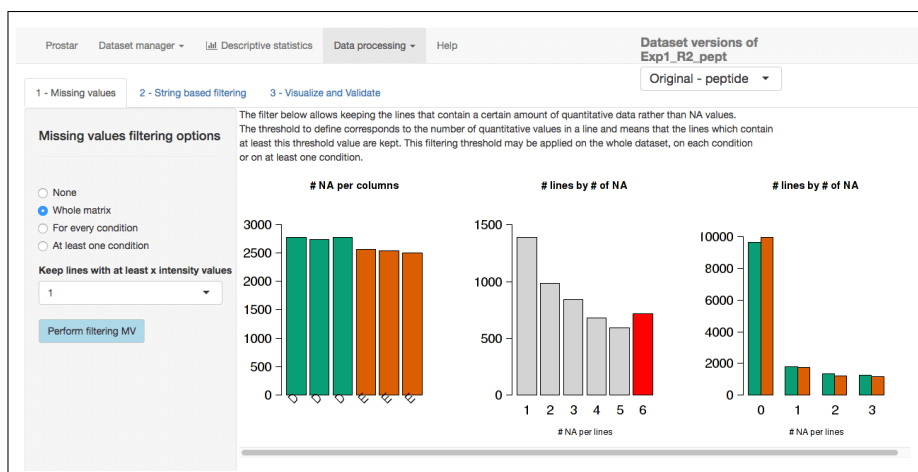 Prostar Dataset manager Descriptive statistics Data processing Help
Dataset versions of
Exp1_R2_pept
Original - peptide
1 - Missing values 2 - String based filtering 3 - Visualize and Validate
Missing values filtering options
None
Whole matrix
For every condition
At least one condition
Keep lines with at least x intensity values
1
Perform filtering MV
The filter below allows keeping the lines that contain a certain amount of quantitative data rather than NA values.
The threshold to define corresponds to the number of quantitative values in a line and means that the lines which contain
at least this threshold value are kept. This filtering threshold may be applied on the whole dataset, on each condition
or on at least one condition.
# NA per columns
3000
2500
2000
1500
1000
500
0
D D D E E E
# lines by # of NA
1500
1000
500
0
1 2 3 4 5 6
# NA per lines
# lines by # of NA
10000
8000
6000
4000
2000
0
0 1 2 3
# NA per lines